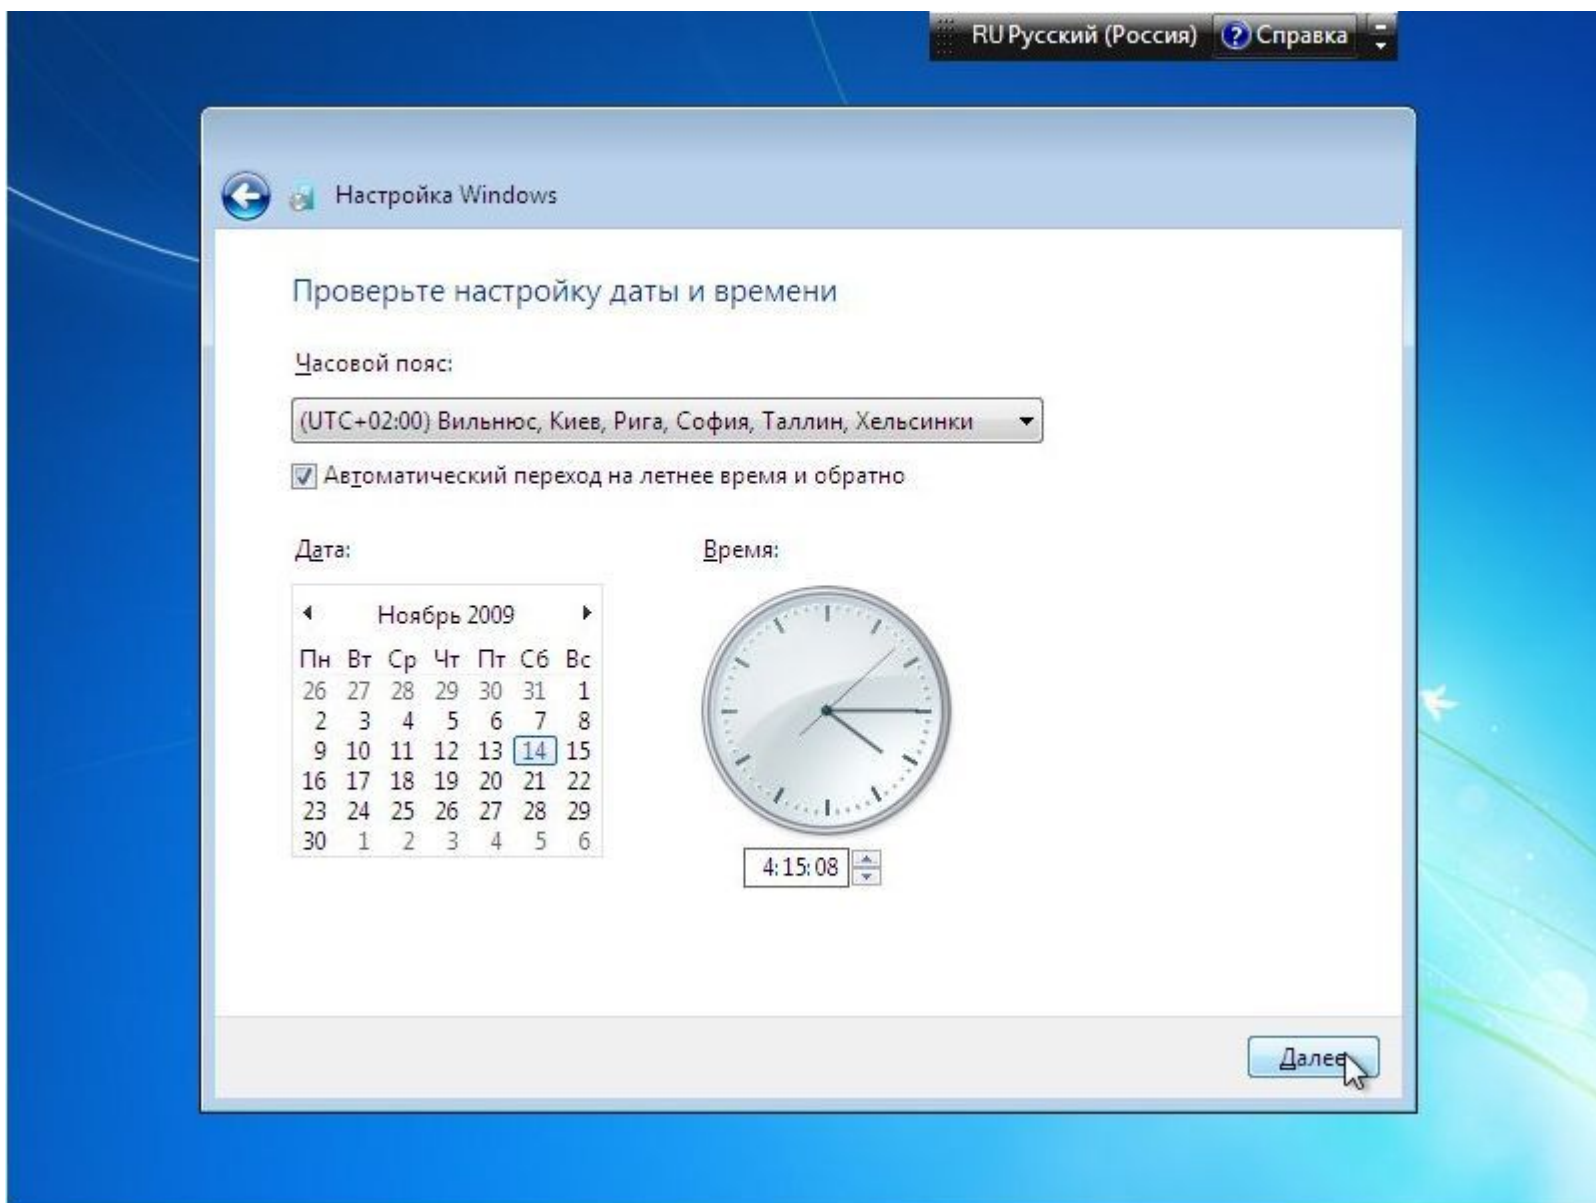 RU Русский (Россия) ? Справка
Настройка Windows
Проверьте настройку даты и времени
Часовой пояс:
(UTC+02:00) Вильнюс, Киев, Рига, София, Таллин, Хельсинки
Автоматический переход на летнее время и обратно
Дата:
Время:
Ноябрь 2009
Пн Вт Ср Чт Пт Сб Вс
26 27 28 29 30 31 1
2 3 4 5 6 7 8
9 10 11 12 13 14 15
16 17 18 19 20 21 22
23 24 25 26 27 28 29
30 1 2 3 4 5 6
4:15:08
Далее